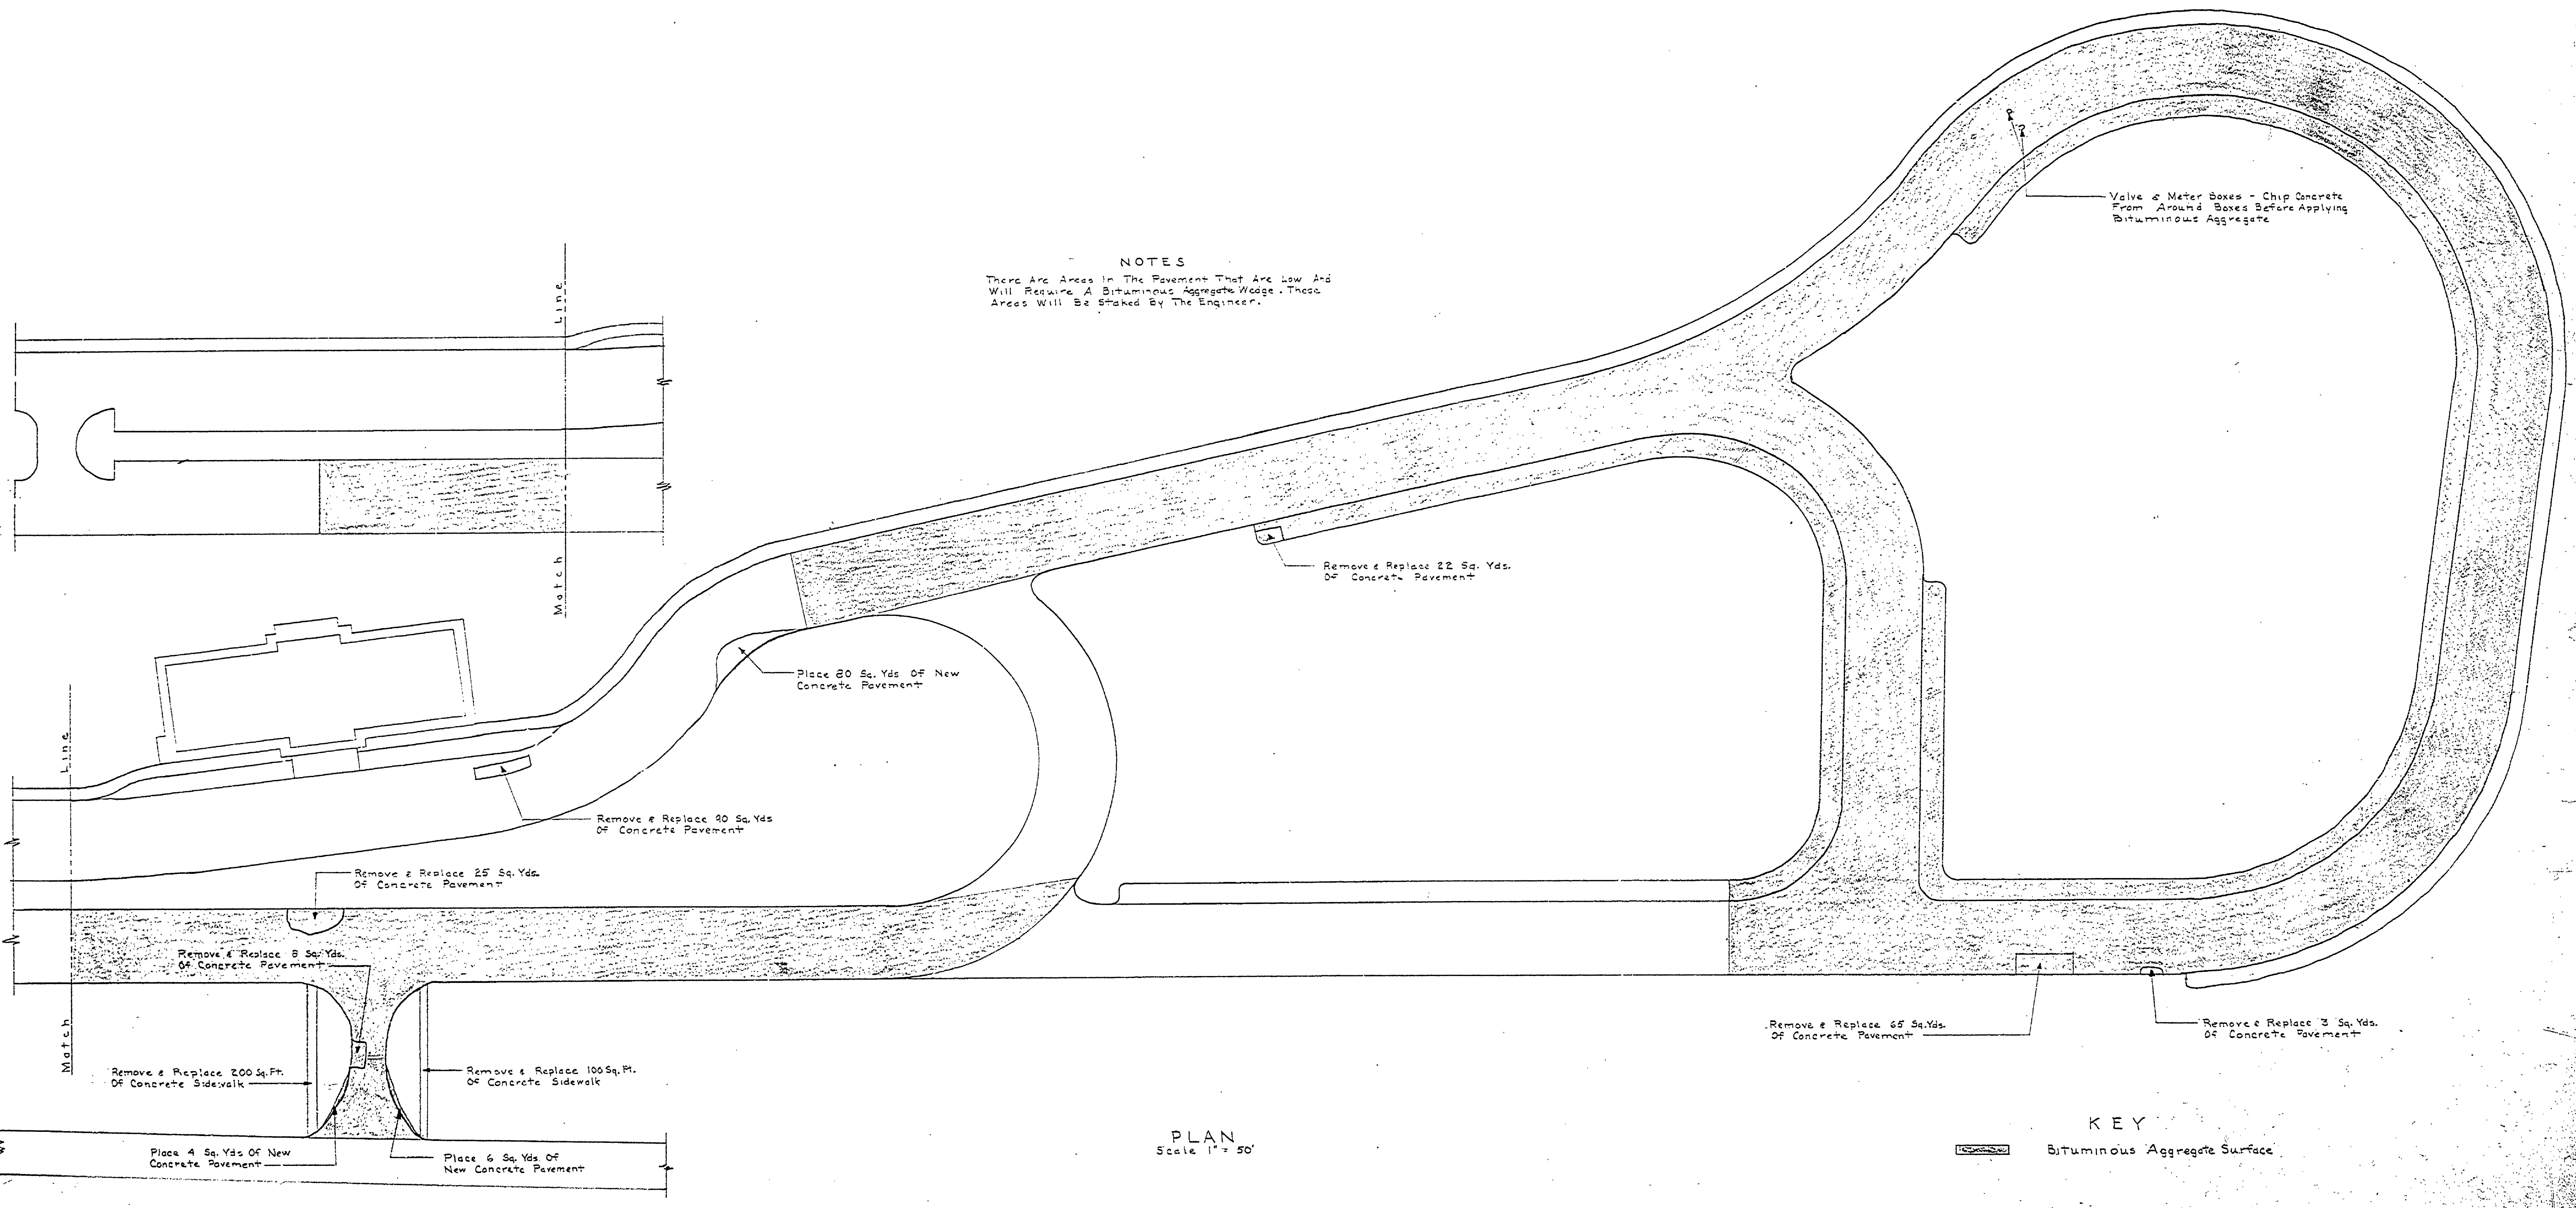 Valve & Meter Boxes - Chip Concrete
From Around Boxes Before Applying
Bituminous Aggregate
NOTES
There Are Areas In The Pavement That Are Low And
Will Require A Bituminous Aggregate Wedge. These
Areas Will Be Staked By The Engineer.
Line
Match
Remove & Replace 22 Sq. Yds.
Of Concrete Pavement
Place 80 Sq. Yds Of New
Concrete Pavement
Line
Remove & Replace 90 Sq. Yds
Of Concrete Pavement
Remove & Replace 25 Sq. Yds.
Of Concrete Pavement
Remove & Replace 8 Sq. Yds.
Of Concrete Pavement
Match
Remove & Replace 65 Sq. Yds.
Of Concrete Pavement
Remove & Replace 3 Sq. Yds.
Of Concrete Pavement
Remove & Replace 200 Sq. Ft.
Of Concrete Sidewalk
Remove & Replace 100 Sq. Ft.
Of Concrete Sidewalk
Place 4 Sq. Yds Of New
Concrete Pavement
Place 6 Sq. Yds. Of
New Concrete Pavement
PLAN
Scale 1" = 50'
KEY
Bituminous Aggregate Surface